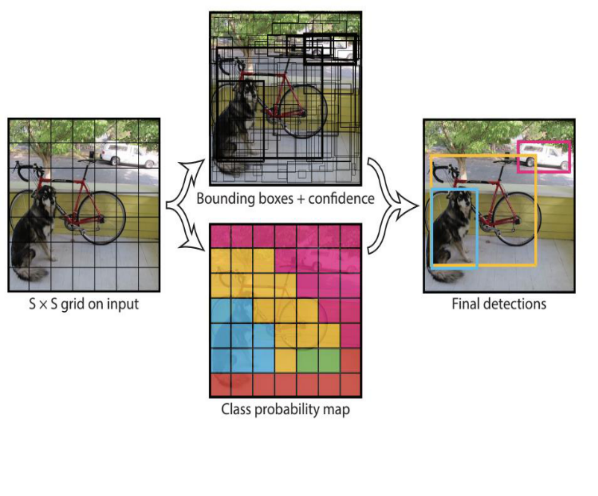 Bounding boxes + confidence
S × S grid on input
Final detections
Class probability map